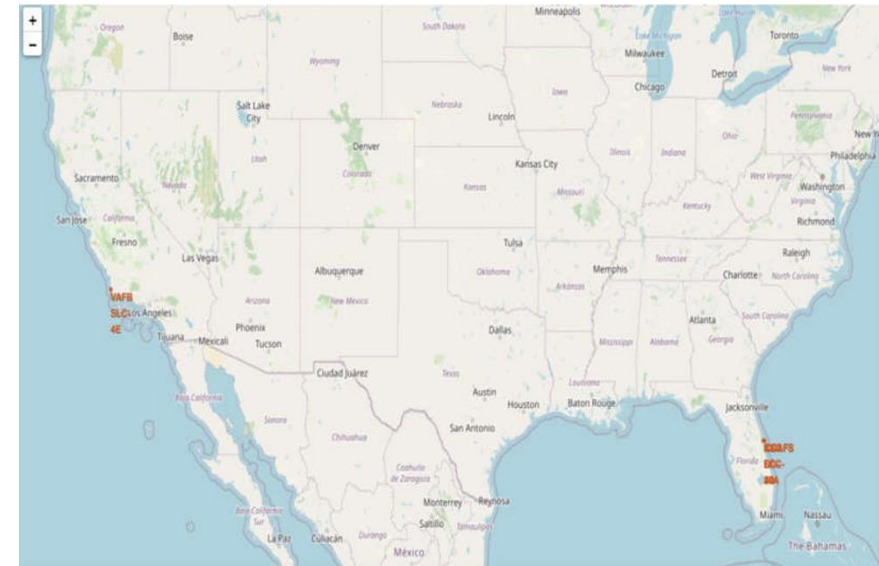 +
−
Oregon
Boise
South Dakota
Minneapolis
Lake Michigan
Toronto
Wyoming
Milwaukee
Detroit
New York
Chicago
Salt Lake
City
Nebraska
Iowa
Lincoln
Pennsylvania
Ohio
New
Denver
Utah
Illinois
Indiana
Philadelphia
Kansas City
Sacramento
Nevada
Colorado
Kansas
Missouri
West Virginia
Washington
San Jose
California
Kentucky
Virginia
Richmond
Fresno
Las Vegas
Tulsa
Raleigh
Albuquerque
Oklahoma
Memphis
Tennessee
Charlotte
North Carolina
Arizona
New Mexico
Arkansas
VAFB
SLC-
4E
Los Angeles
South Carolina
Phoenix
Atlanta
Tijuana
Mexicali
Tucson
Dallas
Mississippi
Alabama
Georgia
Ciudad Juárez
Texas
Louisiana
Baja California
Austin
Houston
Baton Rouge
Jacksonville
Sonora
San Antonio
Chihuahua
Florida
Coahuila
de Zaragoza
Baja California
Sur
Monterrey
Reynosa
Miami
Nassau
Saltillo
Tamaulipas
La Paz
Culiacán
Durango
México
The Bahamas